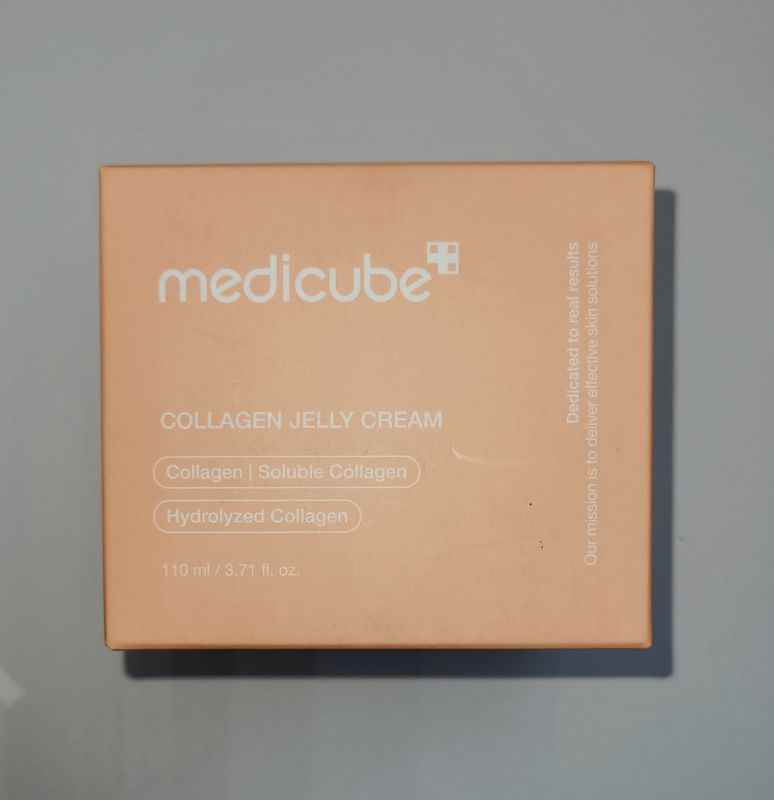 medicube
COLLAGEN JELLY CREAM
Collagen | Soluble Collagen
Hydrolyzed Collagen
110 ml / 3.71 fl. oz.
Dedicated to real results
Our mission is to deliver effective skin solutions